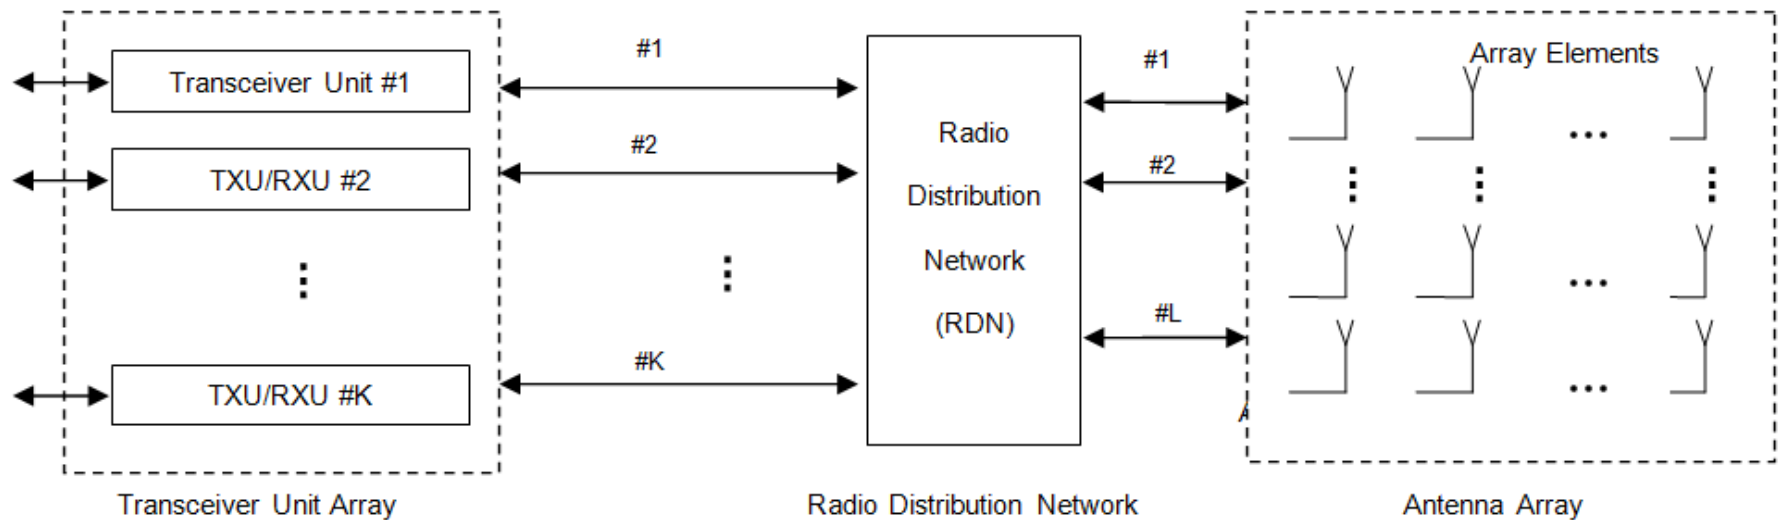 Transceiver Unit #1
TXU/RXU #2
TXU/RXU #K
#1
#2
#K
Radio
Distribution
Network
(RDN)
#1
#2
#L
Array Elements
Transceiver Unit Array
Radio Distribution Network
Antenna Array